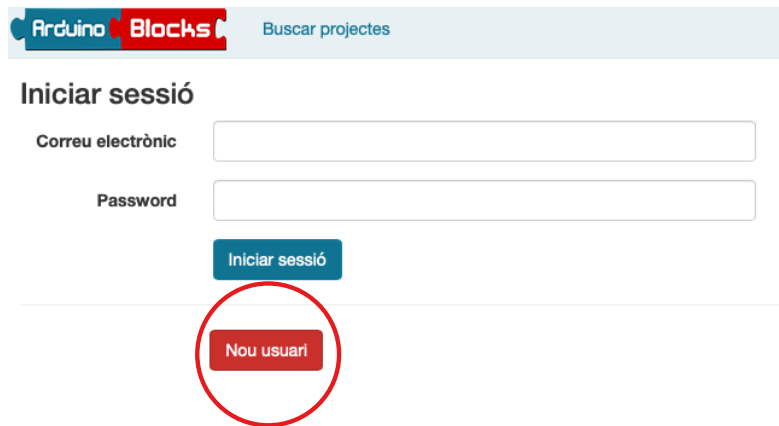 Arduino Blocks Buscar projectes
Iniciar sessió
Correu electrònic
Password
Iniciar sessió
Nou usuari